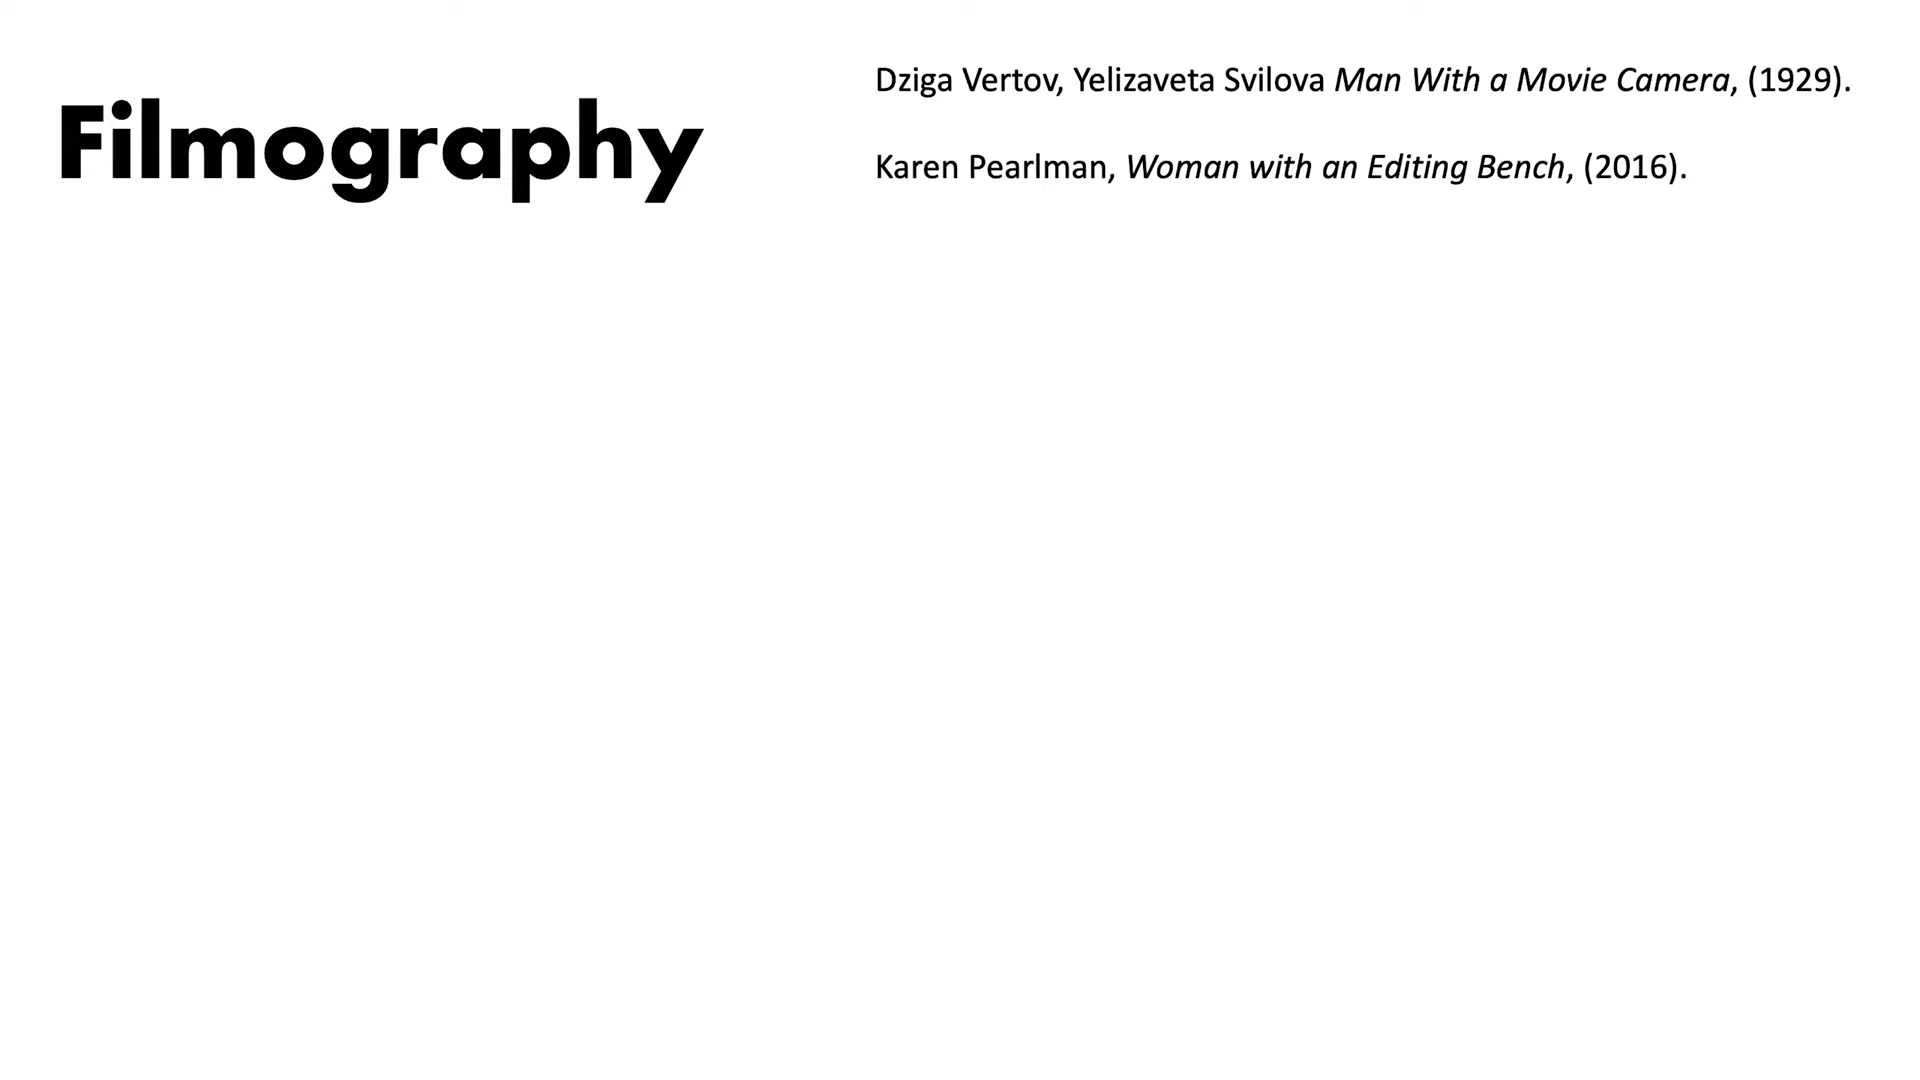 Filmography
Dziga Vertov, Yelizaveta Svilova Man With a Movie Camera, (1929).
Karen Pearlman, Woman with an Editing Bench, (2016).